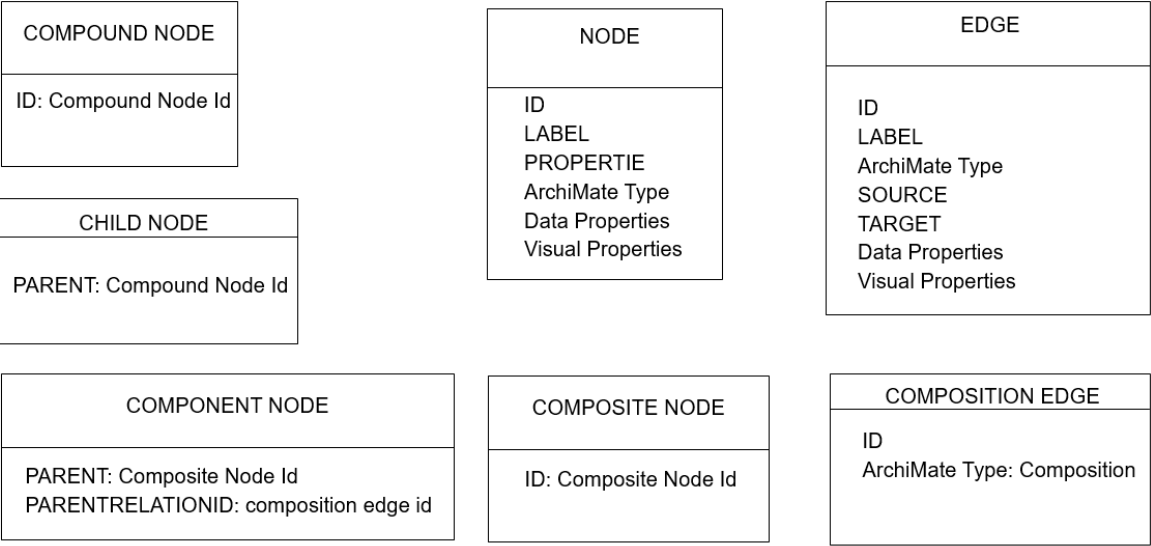 COMPOUND NODE
ID: Compound Node Id
NODE
ID
LABEL
PROPERTIE
ArchiMate Type
Data Properties
Visual Properties
EDGE
ID
LABEL
ArchiMate Type
SOURCE
TARGET
Data Properties
Visual Properties
CHILD NODE
PARENT: Compound Node Id
COMPONENT NODE
PARENT: Composite Node Id
PARENTRELATIONID: composition edge id
COMPOSITE NODE
ID: Composite Node Id
COMPOSITION EDGE
ID
ArchiMate Type: Composition